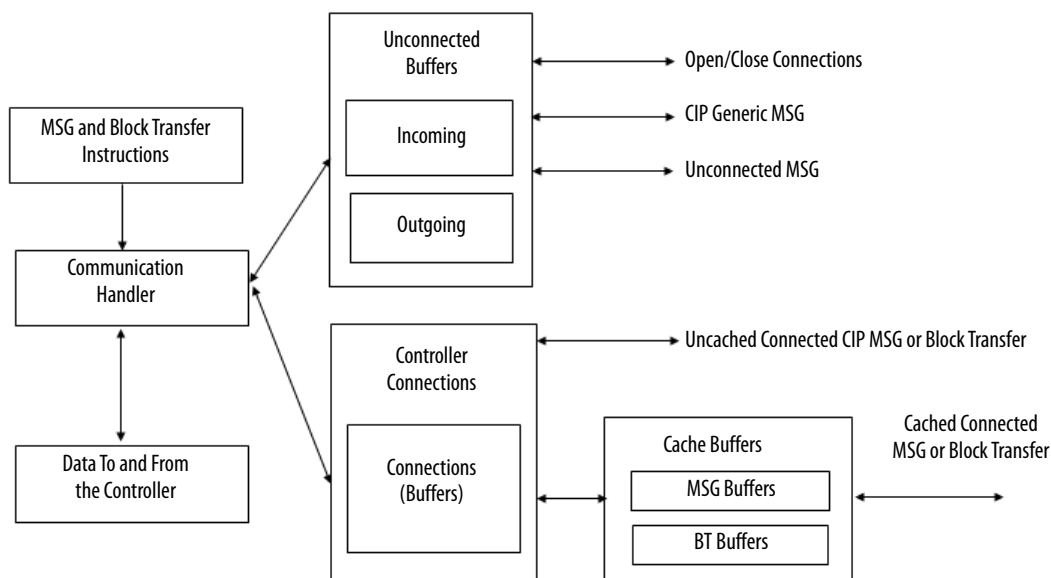 MSG and Block Transfer
Instructions
Communication
Handler
Data To and From
the Controller
Unconnected
Buffers
Incoming
Outgoing
Open/Close Connections
CIP Generic MSG
Unconnected MSG
Controller
Connections
Connections
(Buffers)
Uncached Connected CIP MSG or Block Transfer
Cache Buffers
MSG Buffers
BT Buffers
Cached Connected
MSG or Block Transfer